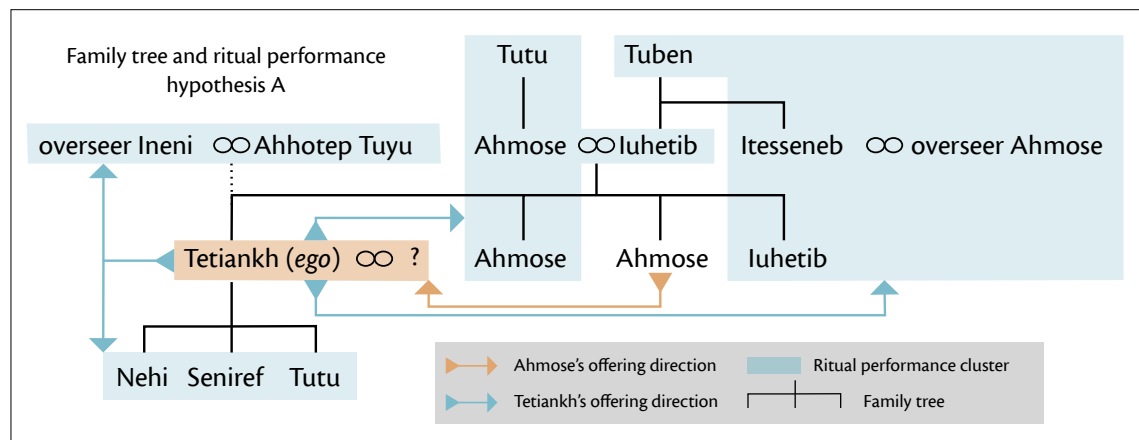 Family tree and ritual performance
hypothesis A
Tutu
Tuben
overseer Ineni ∞ Ahhotep Tuyu
Ahmose ∞ Iuhetib
Itesseneb ∞ overseer Ahmose
Tetiankh (ego) ∞ ?
Ahmose
Ahmose
Iuhetib
Nehi Seniref Tutu
Ahmose's offering direction
Ritual performance cluster
Tetiankh's offering direction
Family tree